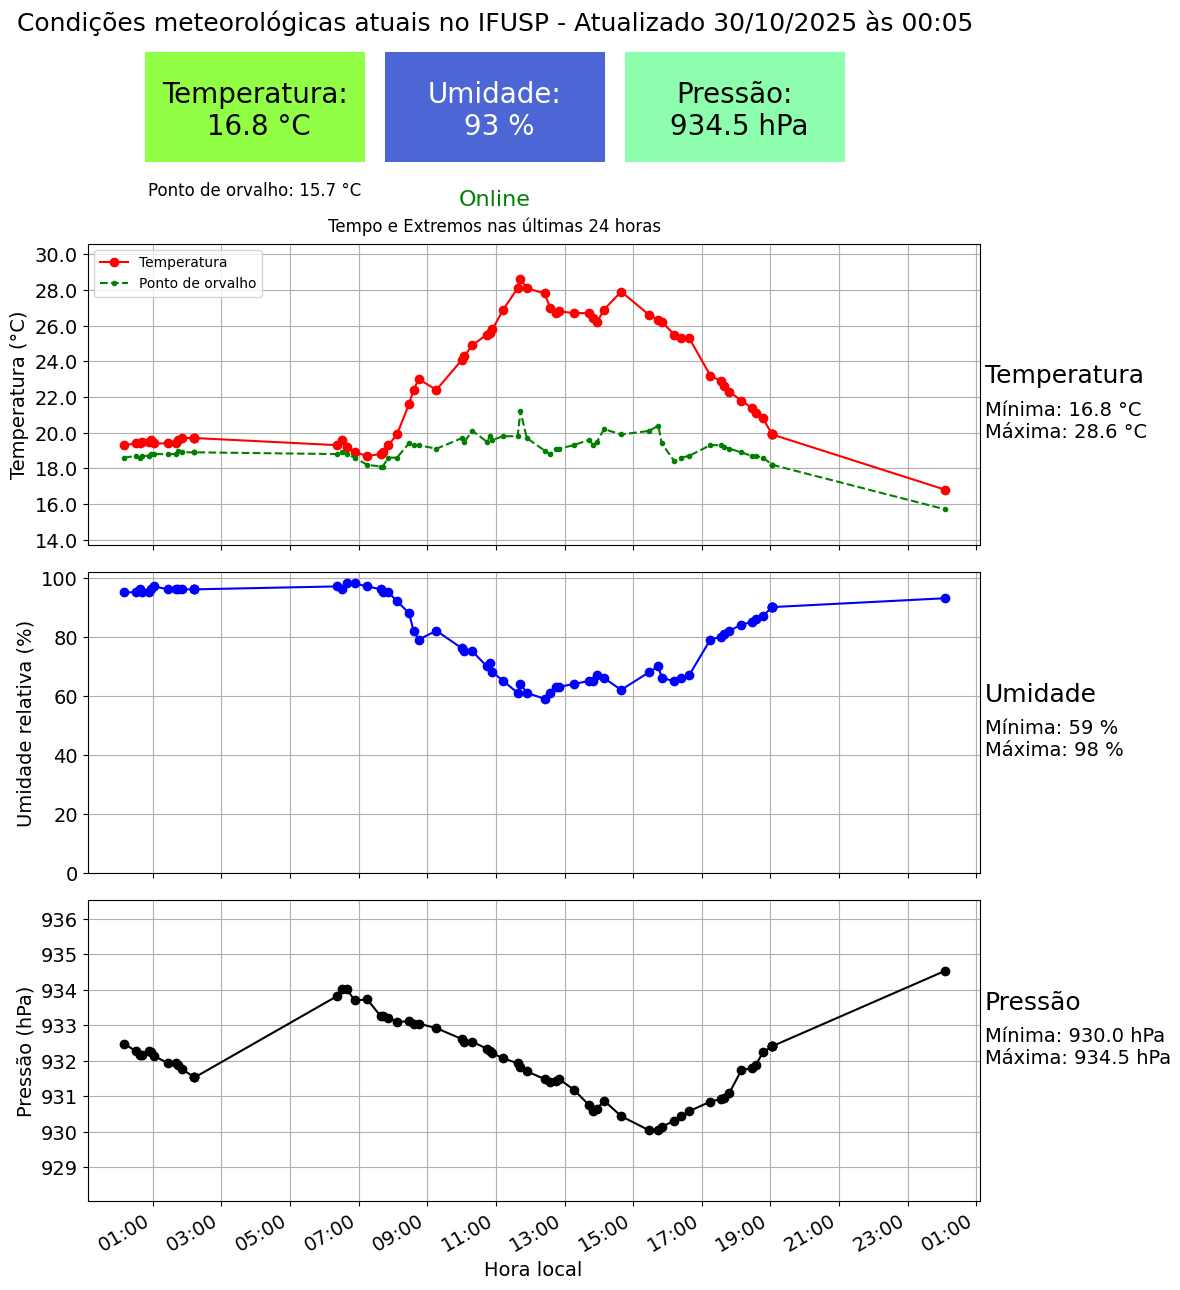 Condições meteorológicas atuais no IFUSP - Atualizado 30/10/2025 às 00:05
Temperatura:
16.8 °C
Umidade:
93 %
Pressão:
934.5 hPa
Ponto de orvalho: 15.7 °C
Online
Tempo e Extremos nas últimas 24 horas
Temperatura
Ponto de orvalho
Temperatura (°C)
30.0
28.0
26.0
24.0
22.0
20.0
18.0
16.0
14.0
Temperatura
Mínima: 16.8 °C
Máxima: 28.6 °C
Umidade relativa (%)
100
80
60
40
20
0
Umidade
Mínima: 59 %
Máxima: 98 %
Pressão (hPa)
936
935
934
933
932
931
930
929
Pressão
Mínima: 930.0 hPa
Máxima: 934.5 hPa
01:00 03:00 05:00 07:00 09:00 11:00 13:00 15:00 17:00 19:00 21:00 23:00 01:00
Hora local